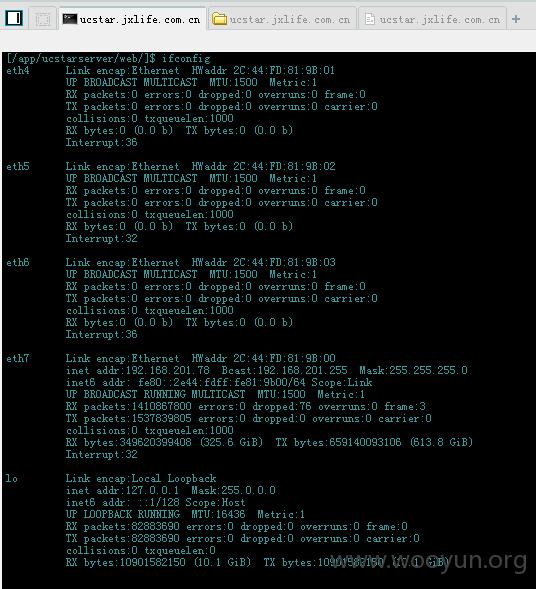 ucstar.jxlife.com.cn ucstar.jxlife.com.cn ucstar.jxlife.com.cn +
[/app/ucstarserver/web/]$ ifconfig
eth4 Link encap:Ethernet HWaddr 2C:44:FD:81:9B:01
UP BROADCAST MULTICAST MTU:1500 Metric:1
RX packets:0 errors:0 dropped:0 overruns:0 frame:0
TX packets:0 errors:0 dropped:0 overruns:0 carrier:0
collisions:0 txqueuelen:1000
RX bytes:0 (0.0 b) TX bytes:0 (0.0 b)
Interrupt:36
eth5 Link encap:Ethernet HWaddr 2C:44:FD:81:9B:02
UP BROADCAST MULTICAST MTU:1500 Metric:1
RX packets:0 errors:0 dropped:0 overruns:0 frame:0
TX packets:0 errors:0 dropped:0 overruns:0 carrier:0
collisions:0 txqueuelen:1000
RX bytes:0 (0.0 b) TX bytes:0 (0.0 b)
Interrupt:32
eth6 Link encap:Ethernet HWaddr 2C:44:FD:81:9B:03
UP BROADCAST MULTICAST MTU:1500 Metric:1
RX packets:0 errors:0 dropped:0 overruns:0 frame:0
TX packets:0 errors:0 dropped:0 overruns:0 carrier:0
collisions:0 txqueuelen:1000
RX bytes:0 (0.0 b) TX bytes:0 (0.0 b)
Interrupt:36
eth7 Link encap:Ethernet HWaddr 2C:44:FD:81:9B:00
inet addr:192.168.201.78 Bcast:192.168.201.255 Mask:255.255.255.0
inet6 addr: fe80::2e44:fdff:fe81:9b00/64 Scope:Link
UP BROADCAST RUNNING MULTICAST MTU:1500 Metric:1
RX packets:1410867800 errors:0 dropped:76 overruns:0 frame:3
TX packets:1537839805 errors:0 dropped:0 overruns:0 carrier:0
collisions:0 txqueuelen:1000
RX bytes:349620399408 (325.6 GiB) TX bytes:659140093106 (613.8 GiB)
Interrupt:32
lo Link encap:Local Loopback
inet addr:127.0.0.1 Mask:255.0.0.0
inet6 addr: ::1/128 Scope:Host
UP LOOPBACK RUNNING MTU:16436 Metric:1
RX packets:82883690 errors:0 dropped:0 overruns:0 frame:0
TX packets:82883690 errors:0 dropped:0 overruns:0 carrier:0
collisions:0 txqueuelen:0
RX bytes:10901582150 (10.1 GiB) TX bytes:10901582150 (10.1 GiB)
www.wooyun.org